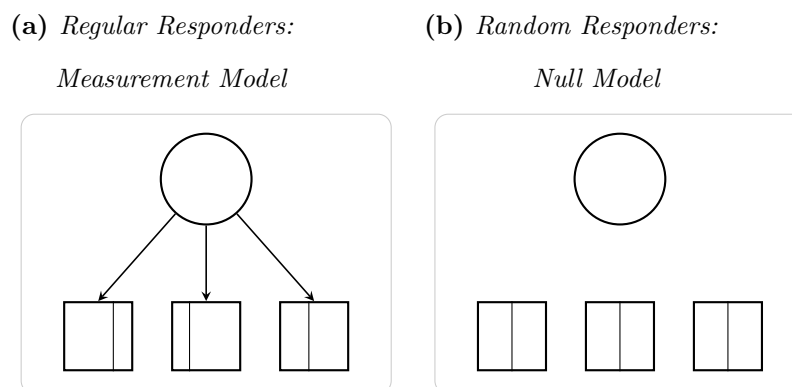 (a) Regular Responders:
Measurement Model
(b) Random Responders:
Null Model